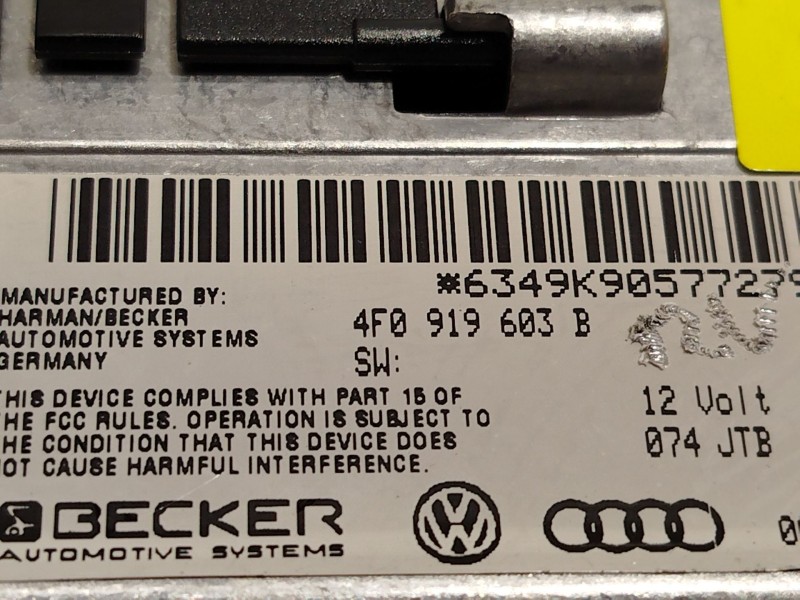 *6349K90577279
MANUFACTURED BY:
HARMAN/BECKER
AUTOMOTIVE SYSTEMS
GERMANY
4F0 919 603 B
SW:
THIS DEVICE COMPLIES WITH PART 15 OF
THE FCC RULES. OPERATION IS SUBJECT TO
THE CONDITION THAT THIS DEVICE DOES
NOT CAUSE HARMFUL INTERFERENCE.
12 Volt
074 JTB
BECKER
AUTOMOTIVE SYSTEMS
VW